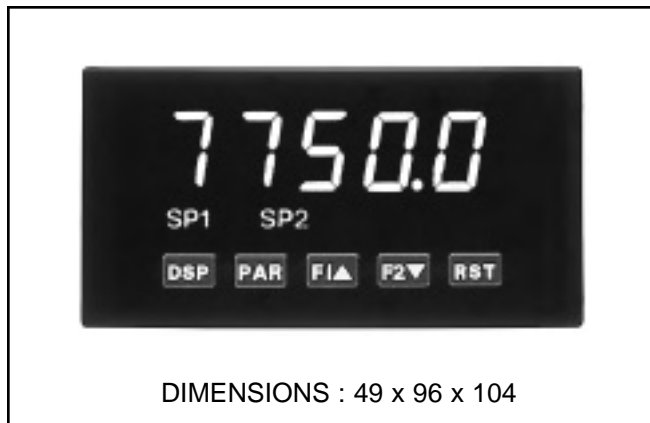 7750.0
SP1 SP2
DSP PAR F1▲ F2▼ RST
DIMENSIONS : 49 x 96 x 104